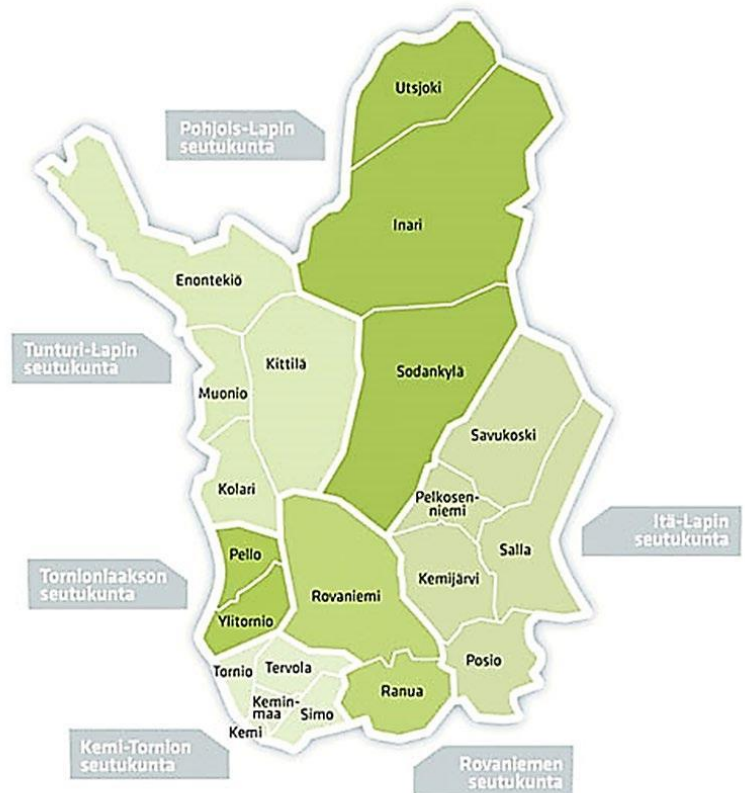 Utsjoki
Pohjois-Lapin
seutukunta
Inari
Enontekiö
Tunturi-Lapin
seutukunta
Kittilä
Sodankylä
Muonio
Savukoski
Kolari
Pelkosen-
niemi
Itä-Lapin
seutukunta
Salla
Pello
Tornionlaakson
seutukunta
Kemijärvi
Rovaniemi
Ylitornio
Posio
Tornio
Tervola
Ranua
Kemin-
maa
Simo
Kemi
Kemi-Tornion
seutukunta
Rovaniemen
seutukunta